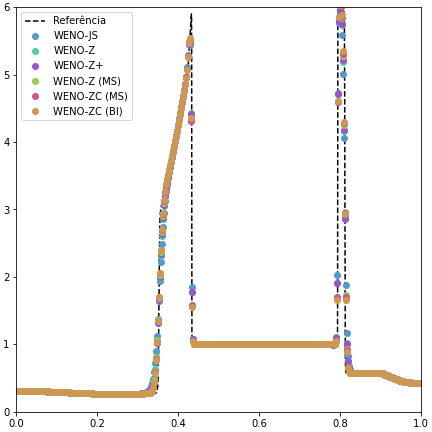 Referência
WENO-JS
WENO-Z
WENO-Z+
WENO-Z (MS)
WENO-ZC (MS)
WENO-ZC (BI)
6
5
4
3
2
1
0
0.0 0.2 0.4 0.6 0.8 1.0